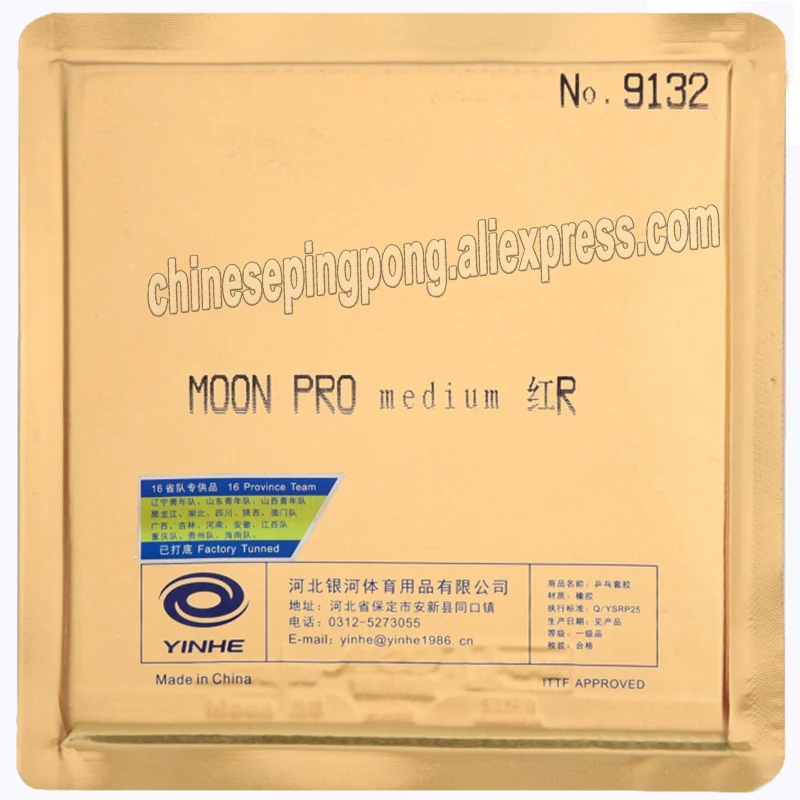 No. 9132
chinesepingpong.aliexpress.com
MOON PRO medium 红R
16省队专供品 16 Province Team
辽宁青年队、山东青年队、山西青年队
黑龙江、湖北、四川、陕西、澳门队
广西、吉林、河南、安徽、江西队
重庆队、贵州队、海南队、
已打底 Factory Tunned
YINHE
河北银河体育用品有限公司
地址：河北省保定市安新县同口镇
电话：0312-5273055
E-mail: yinhe@yinhe1986.cn
商品名称：乒乓套胶
材质：橡胶
执行标准：Q/YSRP25
生产日期：见产品
等级：一级品
检验：合格
Made in China
ITTF APPROVED